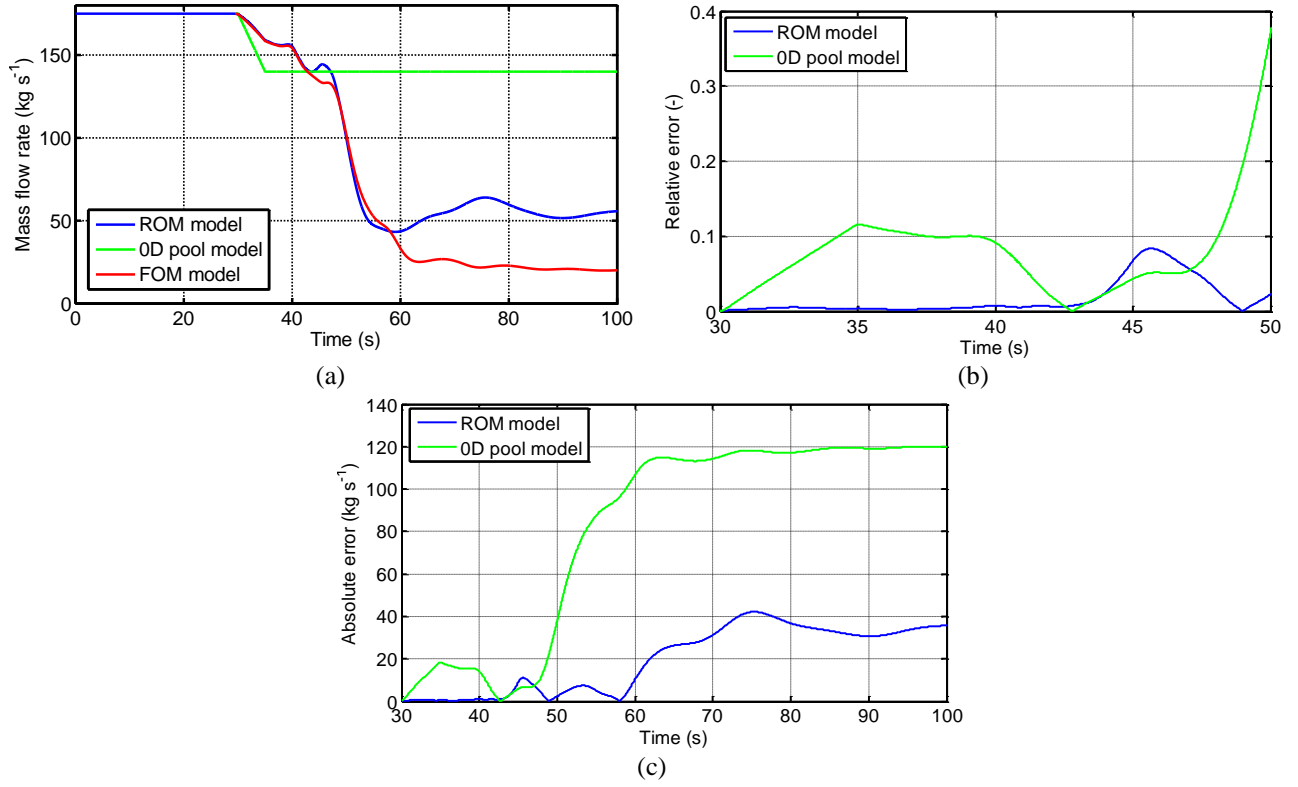 150
100
50
0
Mass flow rate (kg s⁻¹)
ROM model
0D pool model
FOM model
0 20 40 60 80 100
Time (s)
(a)
0.4
0.3
0.2
0.1
0
Relative error (-)
ROM model
0D pool model
30 35 40 45 50
Time (s)
(b)
140
120
100
80
60
40
20
0
Absolute error (kg s⁻¹)
ROM model
0D pool model
30 40 50 60 70 80 90 100
Time (s)
(c)